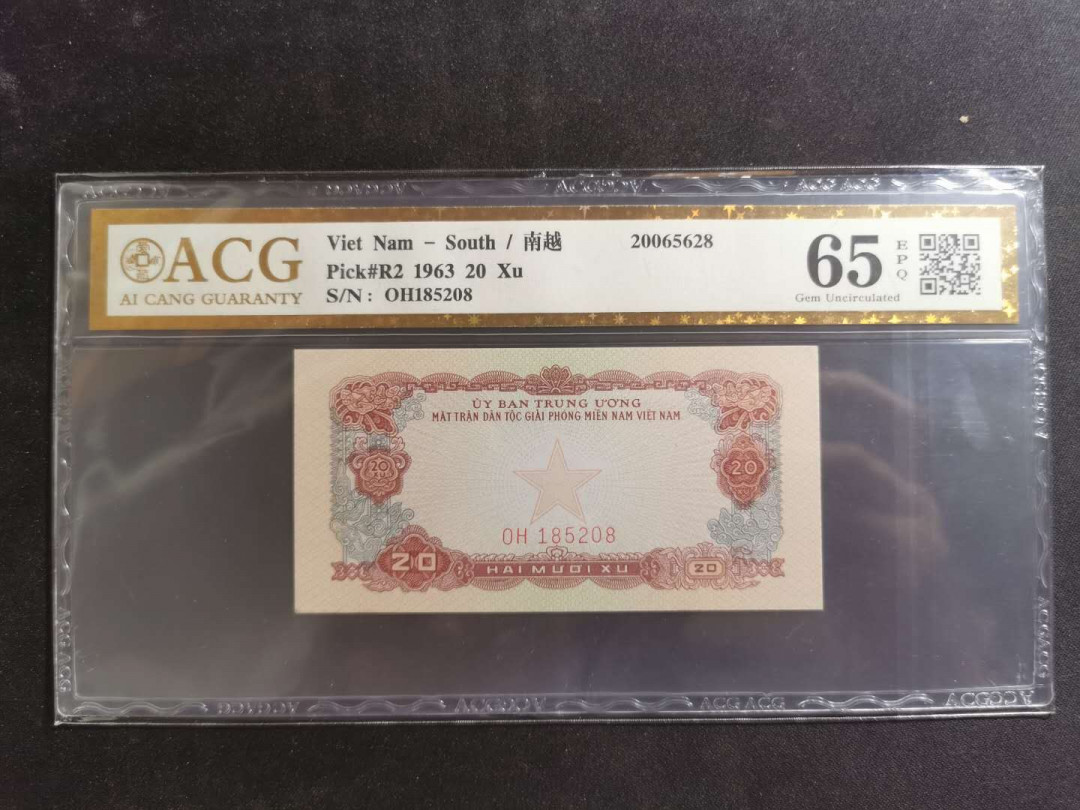 ACG
AI CANG GUARANTY
Viet Nam - South / 南越 20065628
Pick#R2 1963 20 Xu
S/N: OH185208
65 EPQ
Gem Uncirculated
ỦY BAN TRUNG ƯƠNG
MẶT TRẬN DÂN TỘC GIẢI PHÓNG MIỀN NAM VIỆT NAM
20 XU
20
OH 185208
20
HAI MƯƠI XU
20